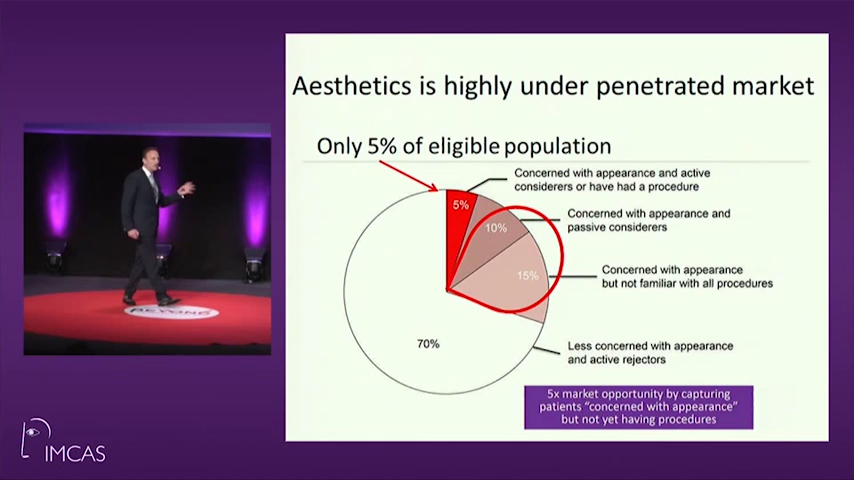 Aesthetics is highly under penetrated market
Only 5% of eligible population
Concerned with appearance and active
considerers or have had a procedure
5%
Concerned with appearance and
passive considerers
10%
Concerned with appearance
but not familiar with all procedures
15%
70%
Less concerned with appearance
and active rejectors
5x market opportunity by capturing
patients “concerned with appearance”
but not yet having procedures
BEYOND
IMCAS